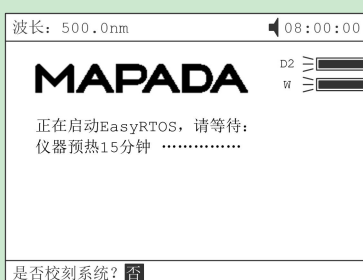 波长: 500.0nm 08:00:00
D2
MAPADA
W
正在启动EasyRTOS, 请等待:
仪器预热15分钟 ……………
是否校刻系统? 否